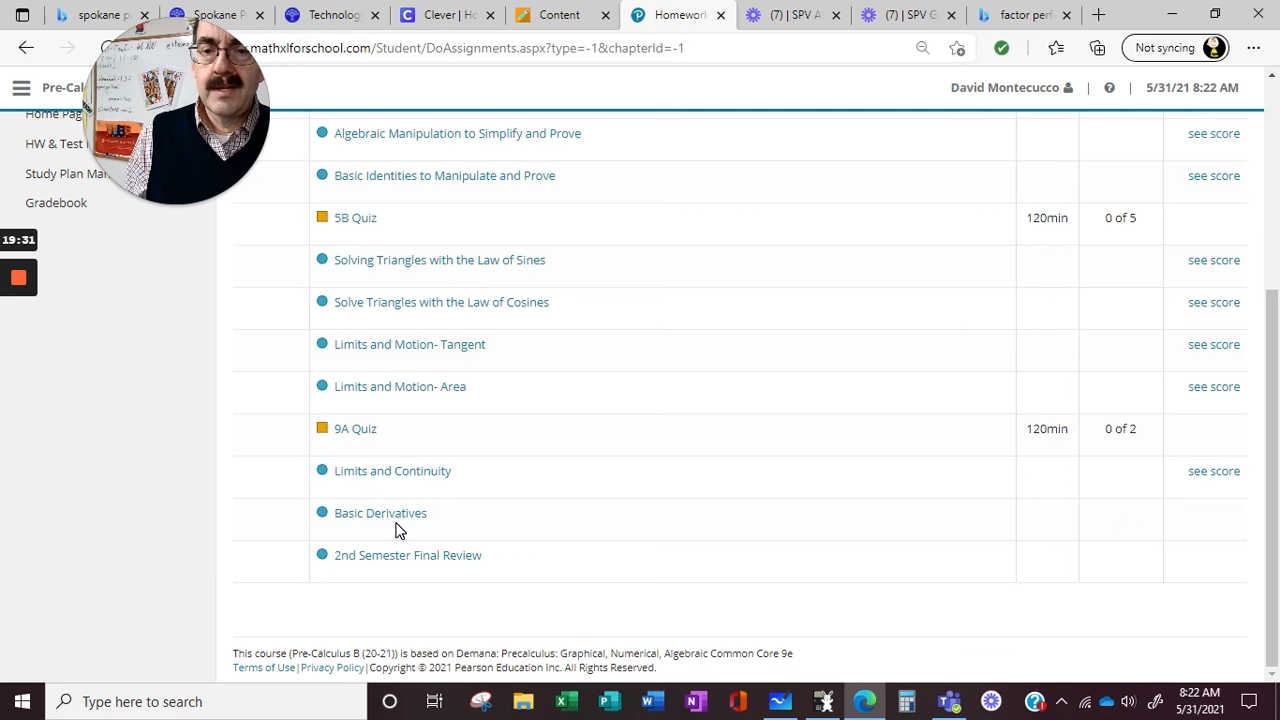 Spokane p
Spokane P
Technolog
Clever | Ho
Content
Homework
(7) | SPV A
SPV G
factor perf
mathxlforschool.com/Student/DoAssignments.aspx?type=-1&chapterId=-1
Not syncing
Pre-Cal
David Montecucco
5/31/21 8:22 AM
Home Pag
HW & Test
Study Plan Man
Gradebook
19:31
Algebraic Manipulation to Simplify and Prove see score
Basic Identities to Manipulate and Prove see score
5B Quiz 120min 0 of 5
Solving Triangles with the Law of Sines see score
Solve Triangles with the Law of Cosines see score
Limits and Motion- Tangent see score
Limits and Motion- Area see score
9A Quiz 120min 0 of 2
Limits and Continuity see score
Basic Derivatives
2nd Semester Final Review
This course (Pre-Calculus B (20-21)) is based on Demana: Precalculus: Graphical, Numerical, Algebraic Common Core 9e
Terms of Use|Privacy Policy|Copyright © 2021 Pearson Education Inc. All Rights Reserved.
Type here to search
8:22 AM
5/31/2021